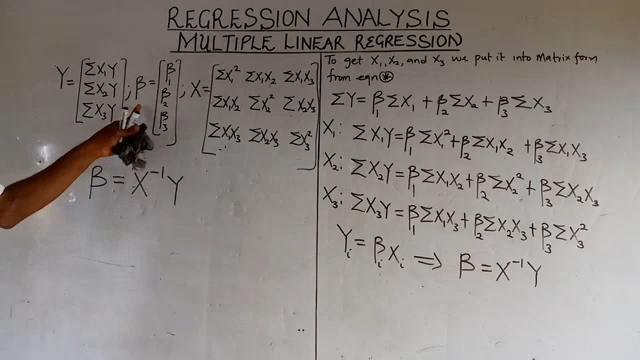 REGRESSION ANALYSIS
MULTIPLE LINEAR REGRESSION
Y = [ΣX₁Y ΣX₂Y ΣX₃Y] ; β = [β₁ β₂ β₃] ; X =
[ΣX₁² ΣX₁X₂ ΣX₁X₃
ΣX₁X₂ ΣX₂² ΣX₂X₃
ΣX₁X₃ ΣX₂X₃ ΣX₃²]
β = X⁻¹Y
To get X₁, X₂, and X₃ we put it into Matrix form
from eqn ⊛
ΣY = β₁ΣX₁ + β₂ΣX₂ + β₃ΣX₃
X₁: ΣX₁Y = β₁ΣX₁² + β₂ΣX₁X₂ + β₃ΣX₁X₃
X₂: ΣX₂Y = β₁ΣX₁X₂ + β₂ΣX₂² + β₃ΣX₂X₃
X₃: ΣX₃Y = β₁ΣX₁X₃ + β₂ΣX₂X₃ + β₃ΣX₃²
Yᵢ = βᵢXᵢ ⟹ β = X⁻¹Y